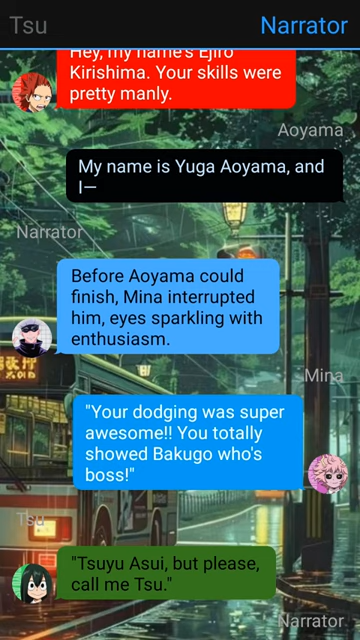 Tsu
Narrator
Hey, my name's Ejiro
Kirishima. Your skills were
pretty manly.
Aoyama
My name is Yuga Aoyama, and
I—
Narrator
Before Aoyama could
finish, Mina interrupted
him, eyes sparkling with
enthusiasm.
Mina
"Your dodging was super
awesome!! You totally
showed Bakugo who's
boss!"
Tsu
"Tsuyu Asui, but please,
call me Tsu."
Narrator